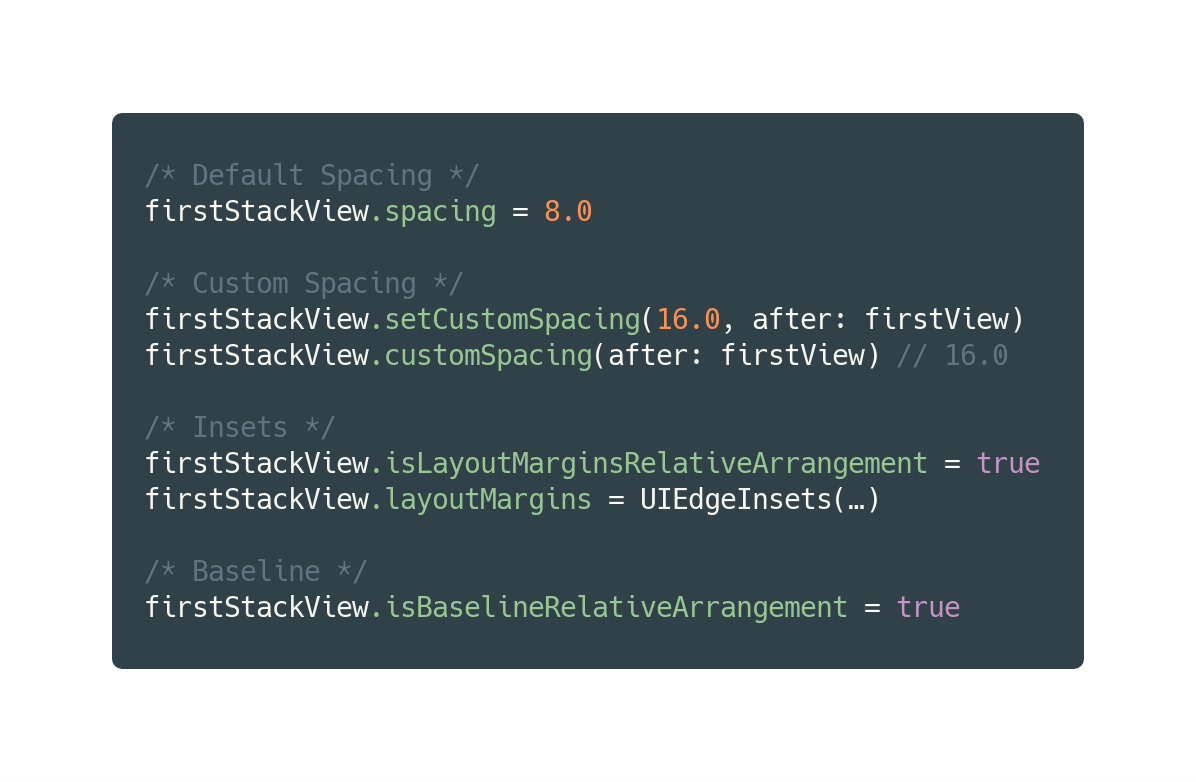 /* Default Spacing */
firstStackView.spacing = 8.0
/* Custom Spacing */
firstStackView.setCustomSpacing(16.0, after: firstView)
firstStackView.customSpacing(after: firstView) // 16.0
/* Insets */
firstStackView.isLayoutMarginsRelativeArrangement = true
firstStackView.layoutMargins = UIEdgeInsets(…)
/* Baseline */
firstStackView.isBaselineRelativeArrangement = true